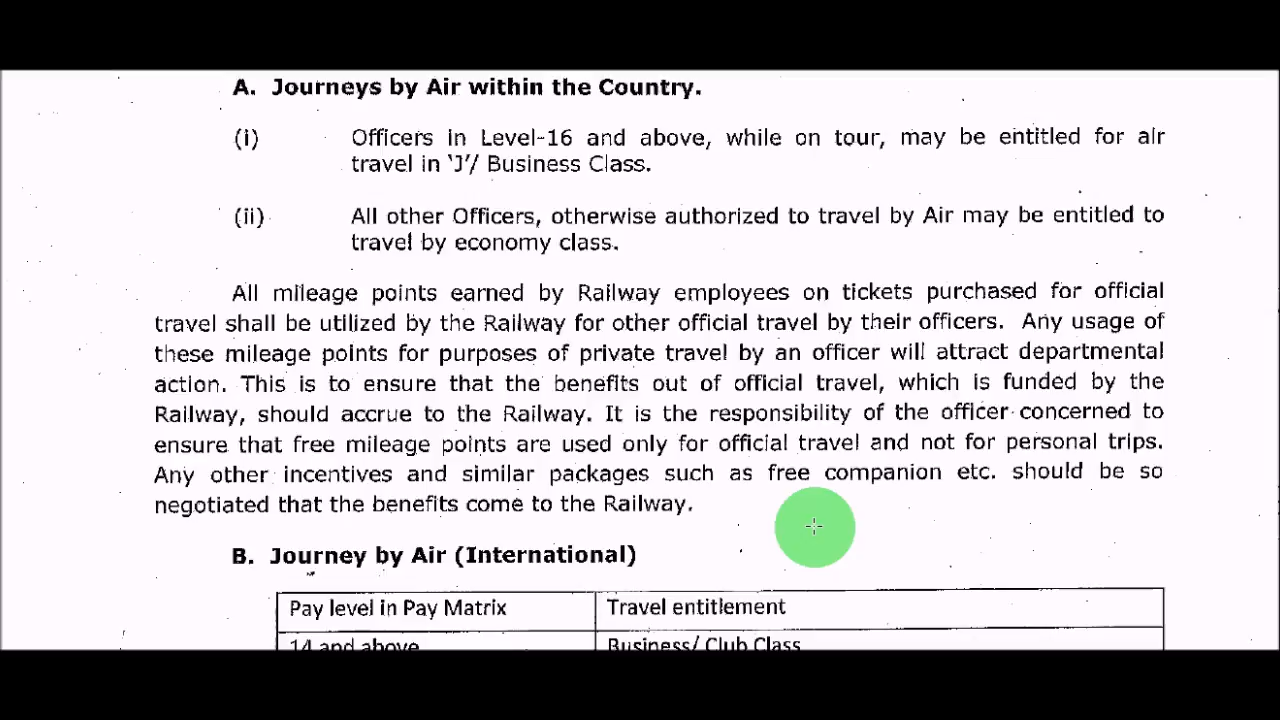 A. Journeys by Air within the Country.
(i) Officers in Level-16 and above, while on tour, may be entitled for air
travel in 'J'/ Business Class.
(ii) All other Officers, otherwise authorized to travel by Air may be entitled to
travel by economy class.
All mileage points earned by Railway employees on tickets purchased for official
travel shall be utilized by the Railway for other official travel by their officers. Any usage of
these mileage points for purposes of private travel by an officer will attract departmental
action. This is to ensure that the benefits out of official travel, which is funded by the
Railway, should accrue to the Railway. It is the responsibility of the officer concerned to
ensure that free mileage points are used only for official travel and not for personal trips.
Any other incentives and similar packages such as free companion etc. should be so
negotiated that the benefits come to the Railway.
B. Journey by Air (International)
Pay level in Pay Matrix Travel entitlement
14 and above Business/ Club Class